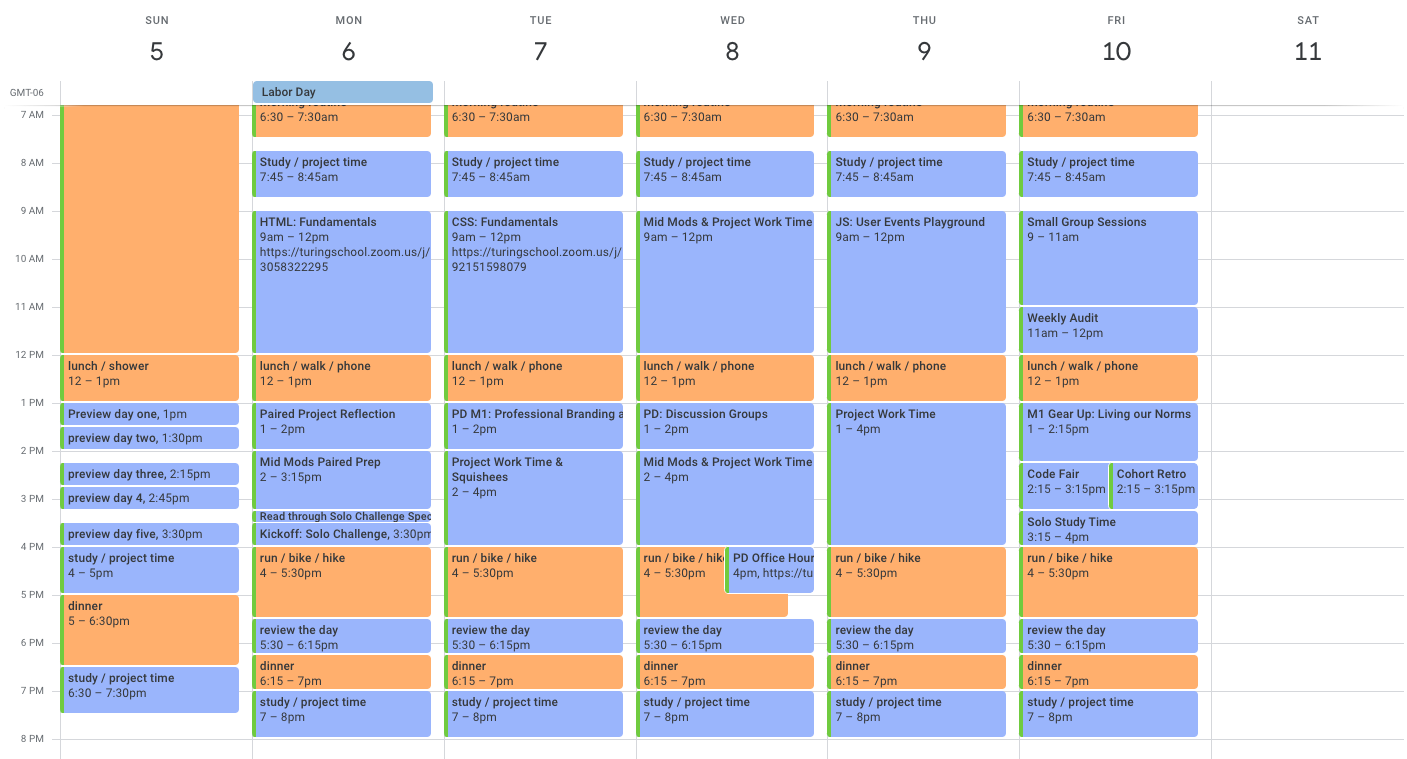 SUN
MON
TUE
WED
THU
FRI
SAT
5
6
7
8
9
10
11
GMT-06
Labor Day
7 AM
8 AM
9 AM
10 AM
11 AM
12 PM
1 PM
2 PM
3 PM
4 PM
5 PM
6 PM
7 PM
8 PM
lunch / shower
12 – 1pm
Preview day one, 1pm
preview day two, 1:30pm
preview day three, 2:15pm
preview day 4, 2:45pm
preview day five, 3:30pm
study / project time
4 – 5pm
dinner
5 – 6:30pm
study / project time
6:30 – 7:30pm
morning routine
6:30 – 7:30am
Study / project time
7:45 – 8:45am
HTML: Fundamentals
9am – 12pm
https://turingschool.zoom.us/j/
3058322295
lunch / walk / phone
12 – 1pm
Paired Project Reflection
1 – 2pm
Mid Mods Paired Prep
2 – 3:15pm
Read through Solo Challenge Spec
Kickoff: Solo Challenge, 3:30pm
run / bike / hike
4 – 5:30pm
review the day
5:30 – 6:15pm
dinner
6:15 – 7pm
study / project time
7 – 8pm
morning routine
6:30 – 7:30am
Study / project time
7:45 – 8:45am
CSS: Fundamentals
9am – 12pm
https://turingschool.zoom.us/j/
92151598079
lunch / walk / phone
12 – 1pm
PD M1: Professional Branding a
1 – 2pm
Project Work Time &
Squishees
2 – 4pm
run / bike / hike
4 – 5:30pm
review the day
5:30 – 6:15pm
dinner
6:15 – 7pm
study / project time
7 – 8pm
morning routine
6:30 – 7:30am
Study / project time
7:45 – 8:45am
Mid Mods & Project Work Time
9am – 12pm
lunch / walk / phone
12 – 1pm
PD: Discussion Groups
1 – 2pm
Mid Mods & Project Work Time
2 – 4pm
run / bike / hike
4 – 5:30pm
PD Office Hour
4pm, https://tu
review the day
5:30 – 6:15pm
dinner
6:15 – 7pm
study / project time
7 – 8pm
morning routine
6:30 – 7:30am
Study / project time
7:45 – 8:45am
JS: User Events Playground
9am – 12pm
lunch / walk / phone
12 – 1pm
Project Work Time
1 – 4pm
run / bike / hike
4 – 5:30pm
review the day
5:30 – 6:15pm
dinner
6:15 – 7pm
study / project time
7 – 8pm
morning routine
6:30 – 7:30am
Study / project time
7:45 – 8:45am
Small Group Sessions
9 – 11am
Weekly Audit
11am – 12pm
lunch / walk / phone
12 – 1pm
M1 Gear Up: Living our Norms
1 – 2:15pm
Code Fair
2:15 – 3:15pm
Cohort Retro
2:15 – 3:15pm
Solo Study Time
3:15 – 4pm
run / bike / hike
4 – 5:30pm
review the day
5:30 – 6:15pm
dinner
6:15 – 7pm
study / project time
7 – 8pm